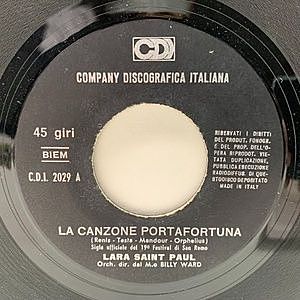 CD
COMPANY DISCOGRAFICA ITALIANA
45 giri
BIEM
C.D.I. 2029 A
RISERVATI I DIRITTI
DEL PRODUT. FONOGR.
E DEL PROP. DELL'O
PERA RIPRODOT. VIE
TATA DUPLICAZIONE,
PUBBLICA ESECUZIONE
RADIODIFFUS. DI QUE
STO DISCO DEPOSITATO
MADE IN ITALY
LA CANZONE PORTAFORTUNA
(Renis - Testa - Mandour - Orphelius)
Sigla ufficiale del 19° Festival di San Remo
LARA SAINT PAUL
Orch. dir. dal M.o BILLY WARD